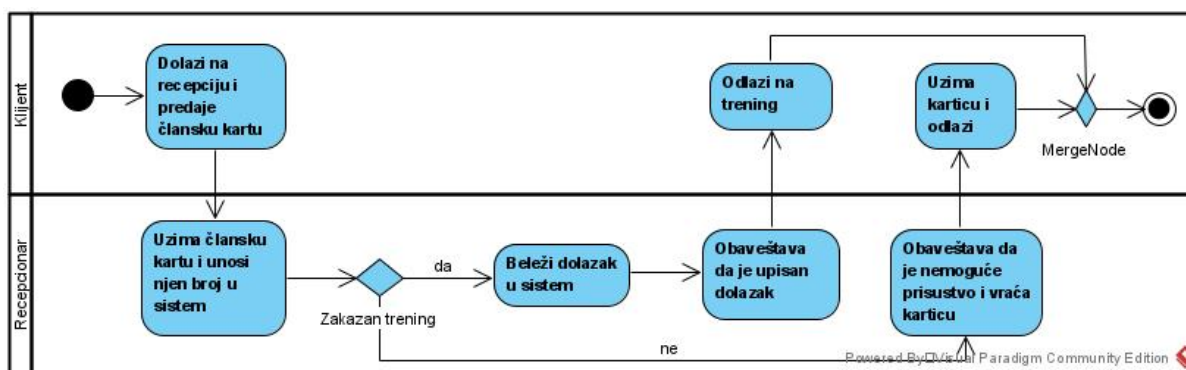 Klijent
Dolazi na
recepciju i
predaje
člansku kartu
Odlazi na
trening
Uzima
karticu i
odlazi
MergeNode
Recepcionar
Uzima člansku
kartu i unosi
njen broj u
sistem
Zakazan trening
da
Beleži dolazak
u sistem
Obaveštava
da je upisan
dolazak
Obaveštava da
je nemoguće
prisustvo i vraća
karticu
ne
Powered By Visual Paradigm Community Edition